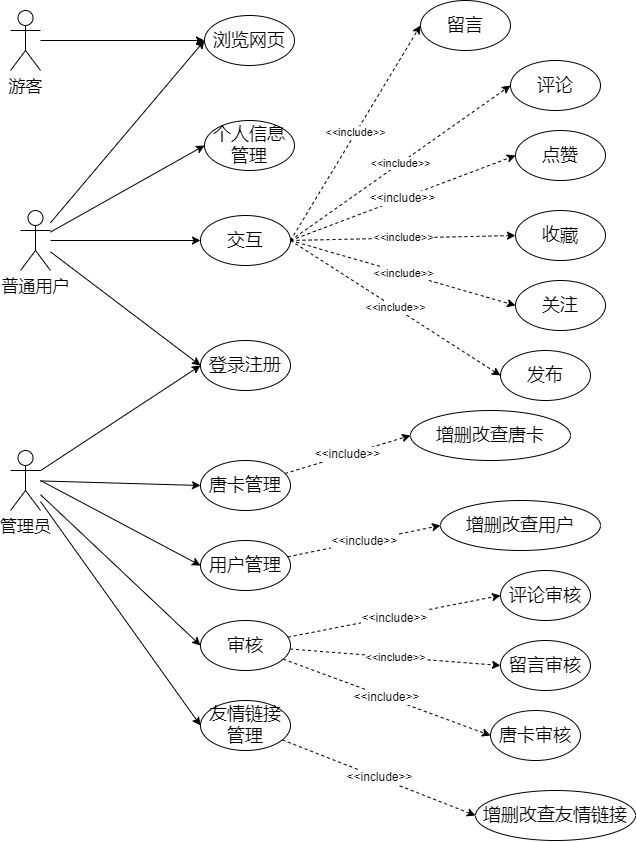 留言
浏览网页
游客
评论
<<include>>
个人信息
管理
<<include>>
点赞
<<include>>
交互
<<include>>
收藏
普通用户
<<include>>
关注
<<include>>
登录注册
发布
增删改查唐卡
<<include>>
管理员
唐卡管理
增删改查用户
<<include>>
用户管理
评论审核
<<include>>
审核
<<include>>
留言审核
<<include>>
友情链接
管理
唐卡审核
<<include>>
增删改查友情链接